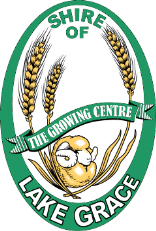 SHIRE
OF
THE GROWING CENTRE
LAKE GRACE